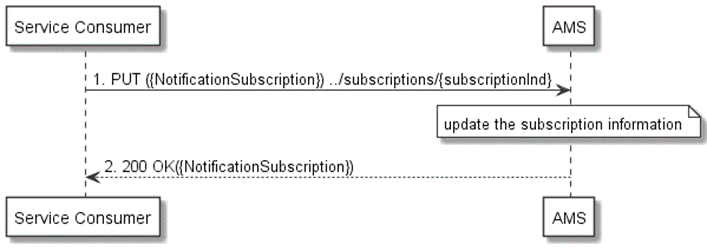 Service Consumer
AMS
1. PUT ({NotificationSubscription}) ../subscriptions/{subscriptionInd}
update the subscription information
2. 200 OK({NotificationSubscription})
Service Consumer
AMS